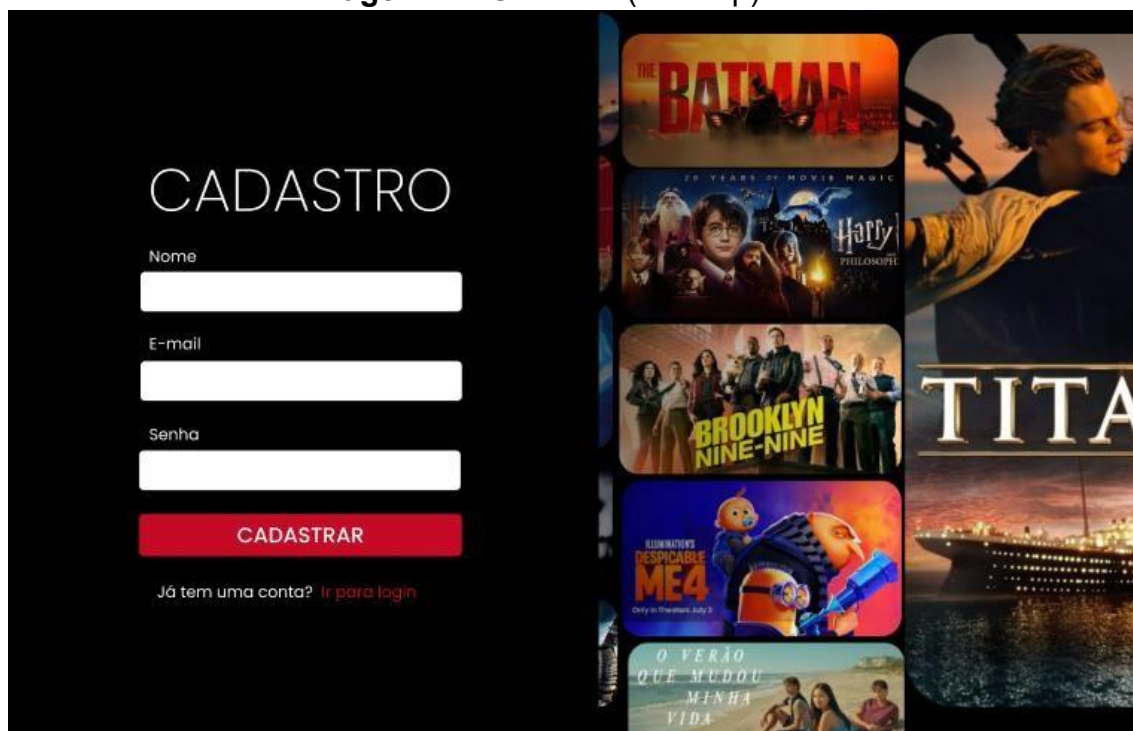 CADASTRO
Nome
E-mail
Senha
CADASTRAR
Já tem uma conta? Ir para login
THE
BATMAN
20 YEARS OF MOVIE MAGIC
Harry
PHILOSOPH
BROOKLYN
NINE-NINE
ILLUMINATION'S
DESPICABLE
ME4
Only in Theaters July 3
O VERÃO
QUE MUDOU
MINHA
VIDA
TITA